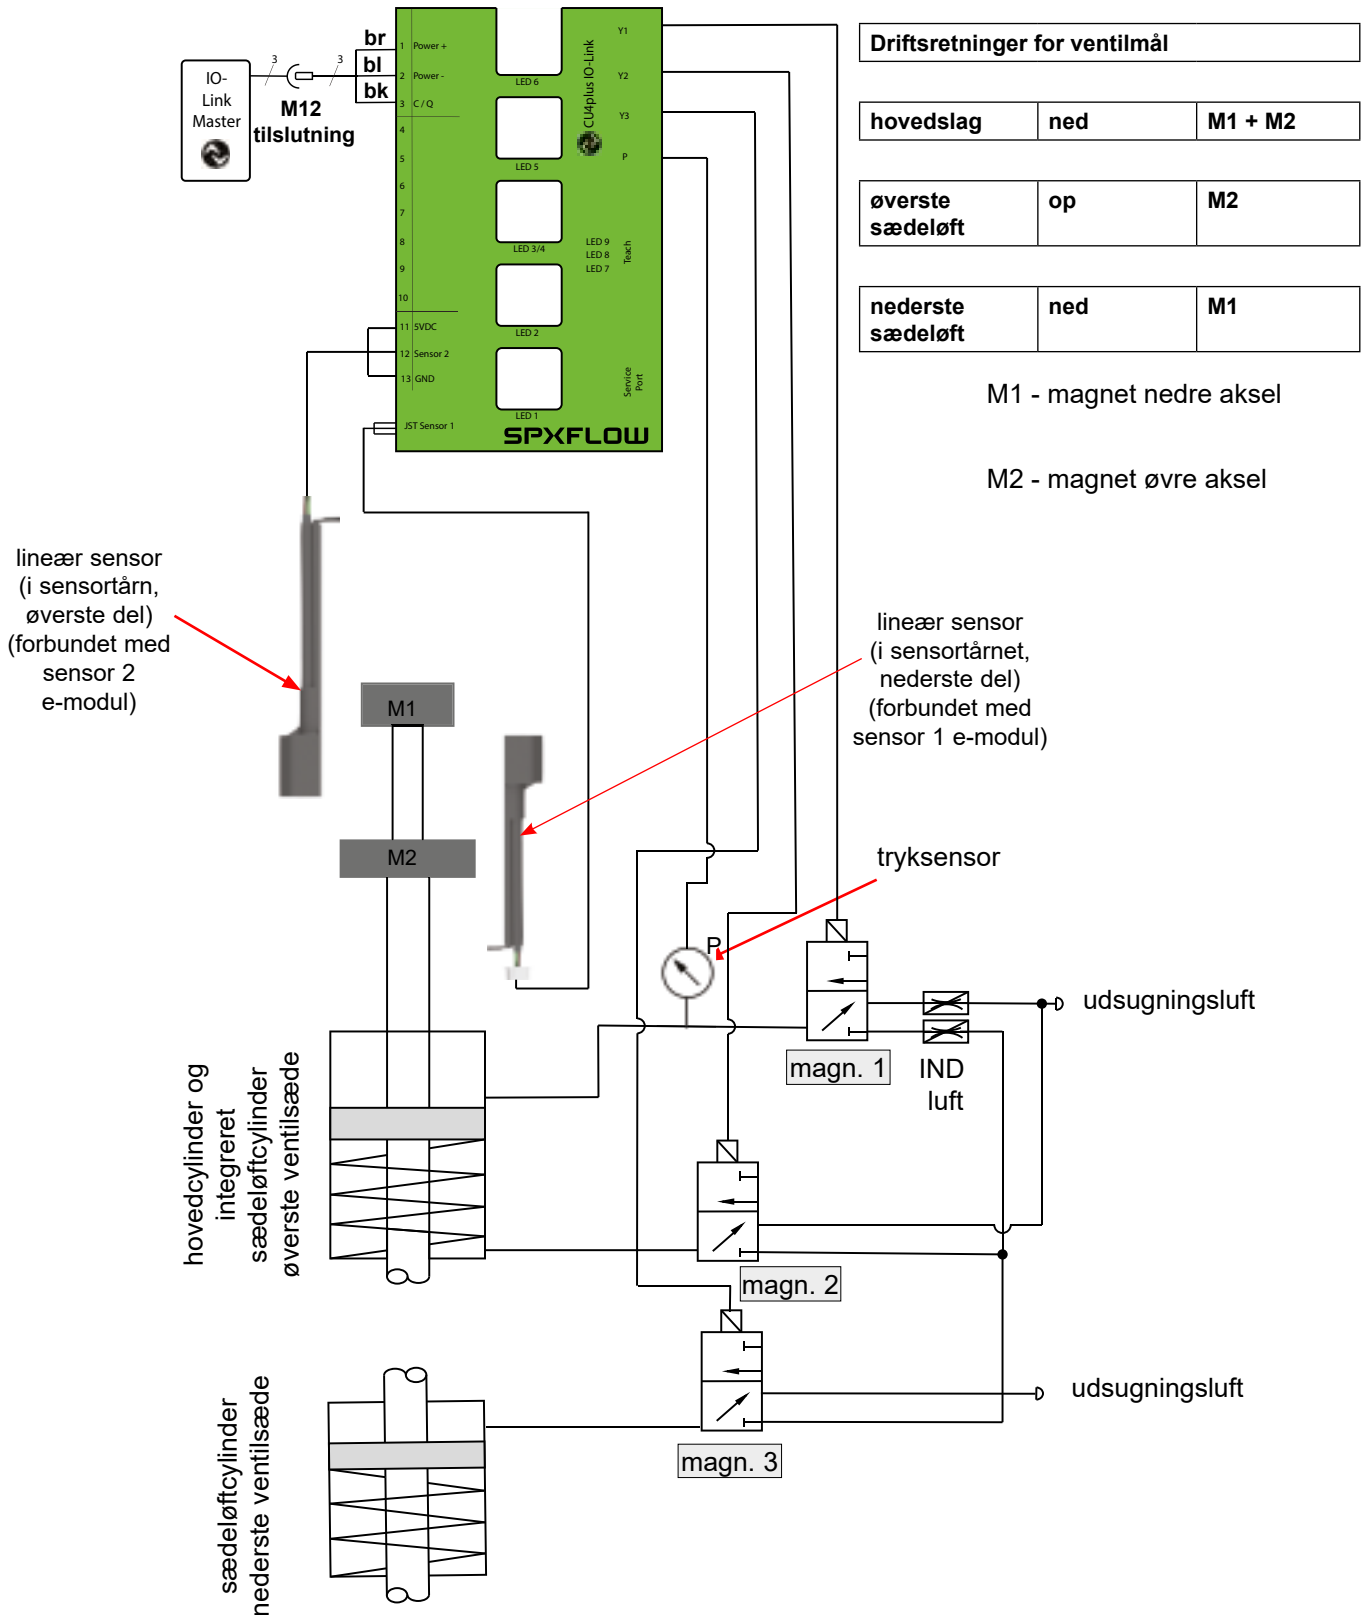 br
bl
bk
3
3
IO-
Link
Master
M12
tilslutning
1 Power +
2 Power -
3 C / Q
4
5
6
7
8
9
10
11 5VDC
12 Sensor 2
13 GND
JST Sensor 1
LED 6
LED 5
LED 3/4
LED 2
LED 1
CU4plus IO-Link
Y1
Y2
Y3
P
LED 9
LED 8
LED 7
Teach
Service
Port
SPXFLOW
Driftsretninger for ventilmål
hovedslag ned M1 + M2
øverste
sædeløft op M2
nederste
sædeløft ned M1
M1 - magnet nedre aksel
M2 - magnet øvre aksel
lineær sensor
(i sensortårn,
øverste del)
(forbundet med
sensor 2
e-modul)
lineær sensor
(i sensortårnet,
nederste del)
(forbundet med
sensor 1 e-modul)
M1
M2
tryksensor
P
udsugningsluft
magn. 1
IND
luft
hovedcylinder og
integreret
sædeløftcylinder
øverste ventilsæde
magn. 2
udsugningsluft
magn. 3
sædeløftcylinder
nederste ventilsæde